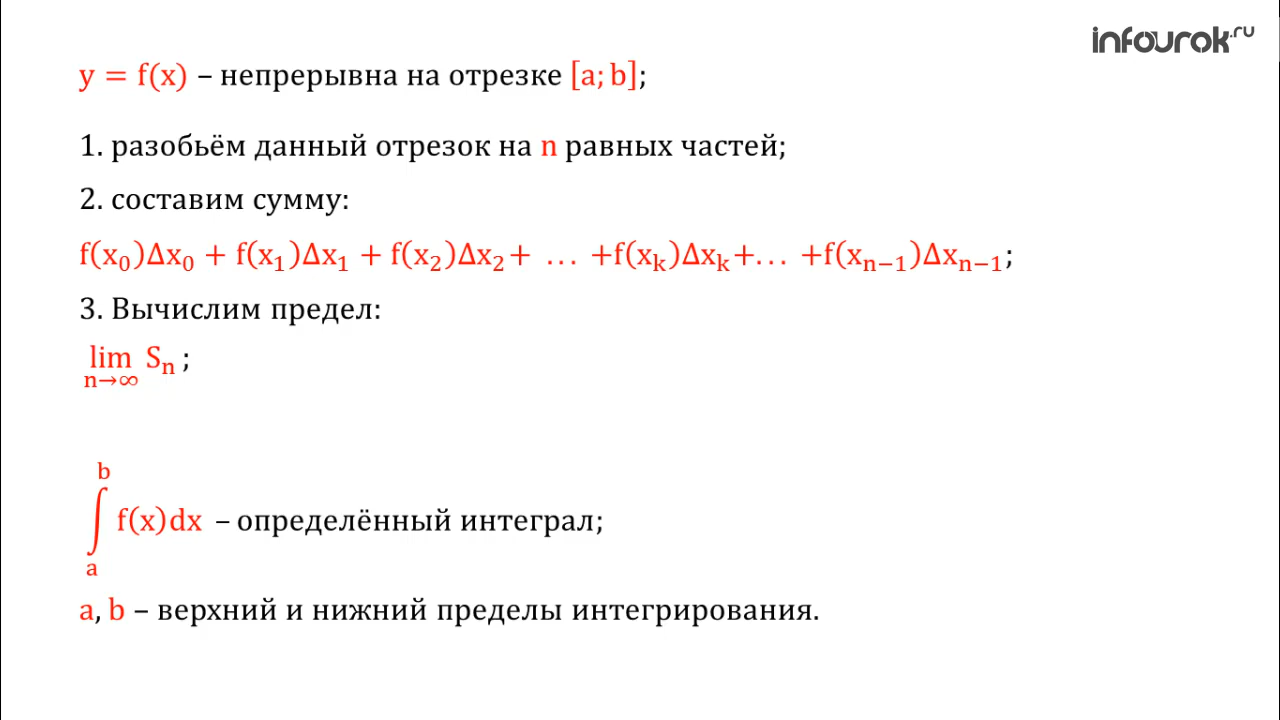 infourok.ru
y = f(x) – непрерывна на отрезке [a; b];
1. разобьём данный отрезок на n равных частей;
2. составим сумму:
f(x₀)Δx₀ + f(x₁)Δx₁ + f(x₂)Δx₂+ … +f(xₖ)Δxₖ+… +f(xₙ₋₁)Δxₙ₋₁;
3. Вычислим предел:
lim Sₙ ;
n→∞
b
∫ f(x)dx – определённый интеграл;
a
a, b – верхний и нижний пределы интегрирования.